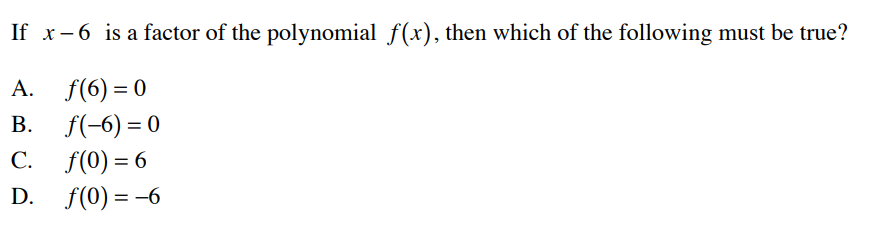 If x − 6 is a factor of the polynomial f(x), then which of the following must be true?
A. f(6) = 0
B. f(−6) = 0
C. f(0) = 6
D. f(0) = −6